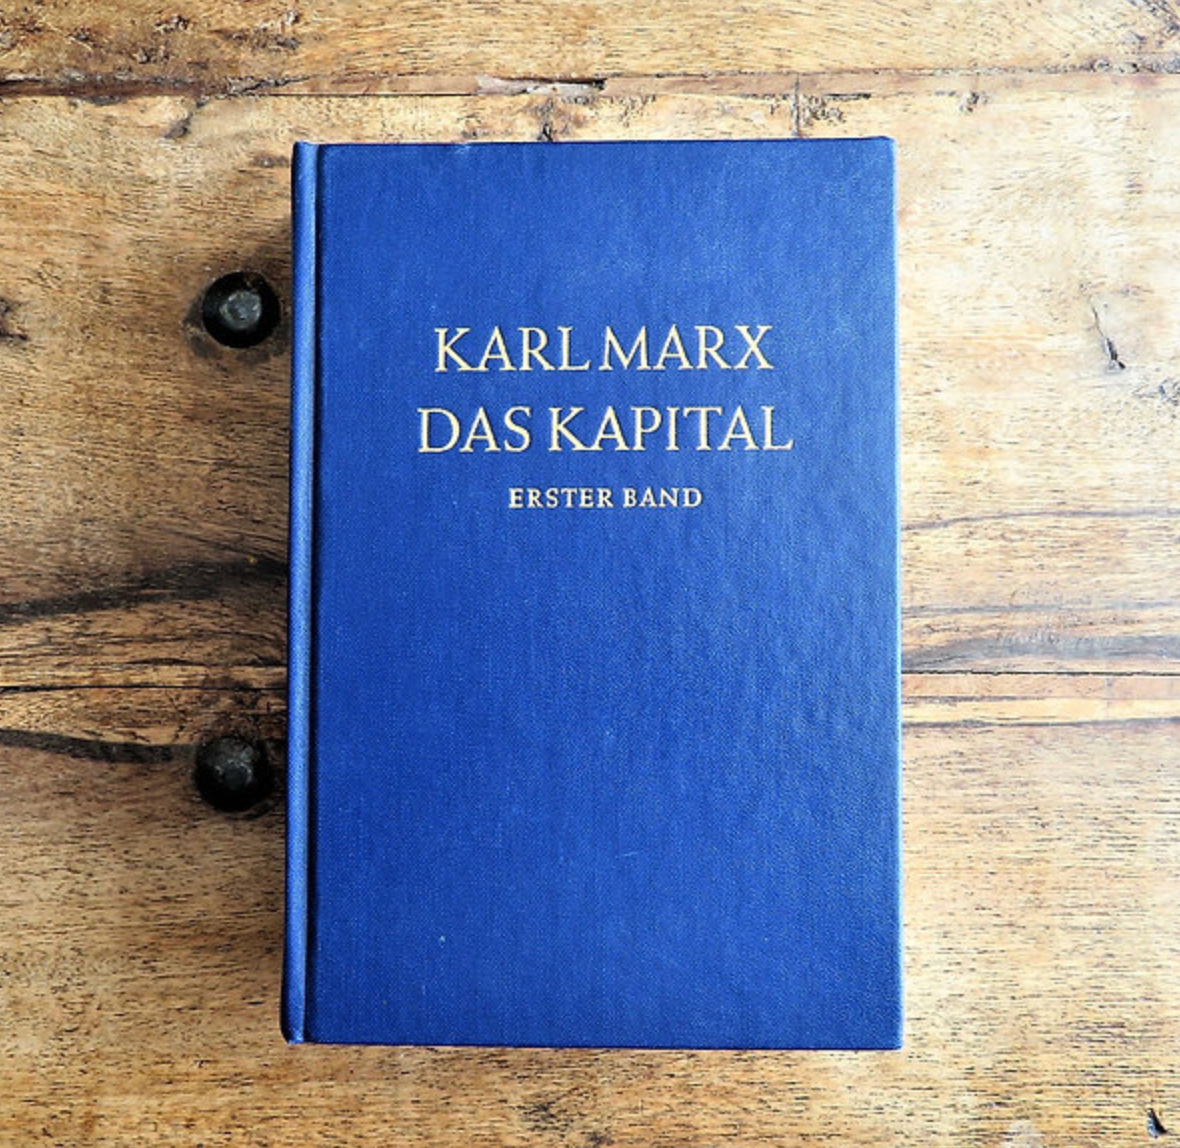 KARL MARX
DAS KAPITAL
ERSTER BAND